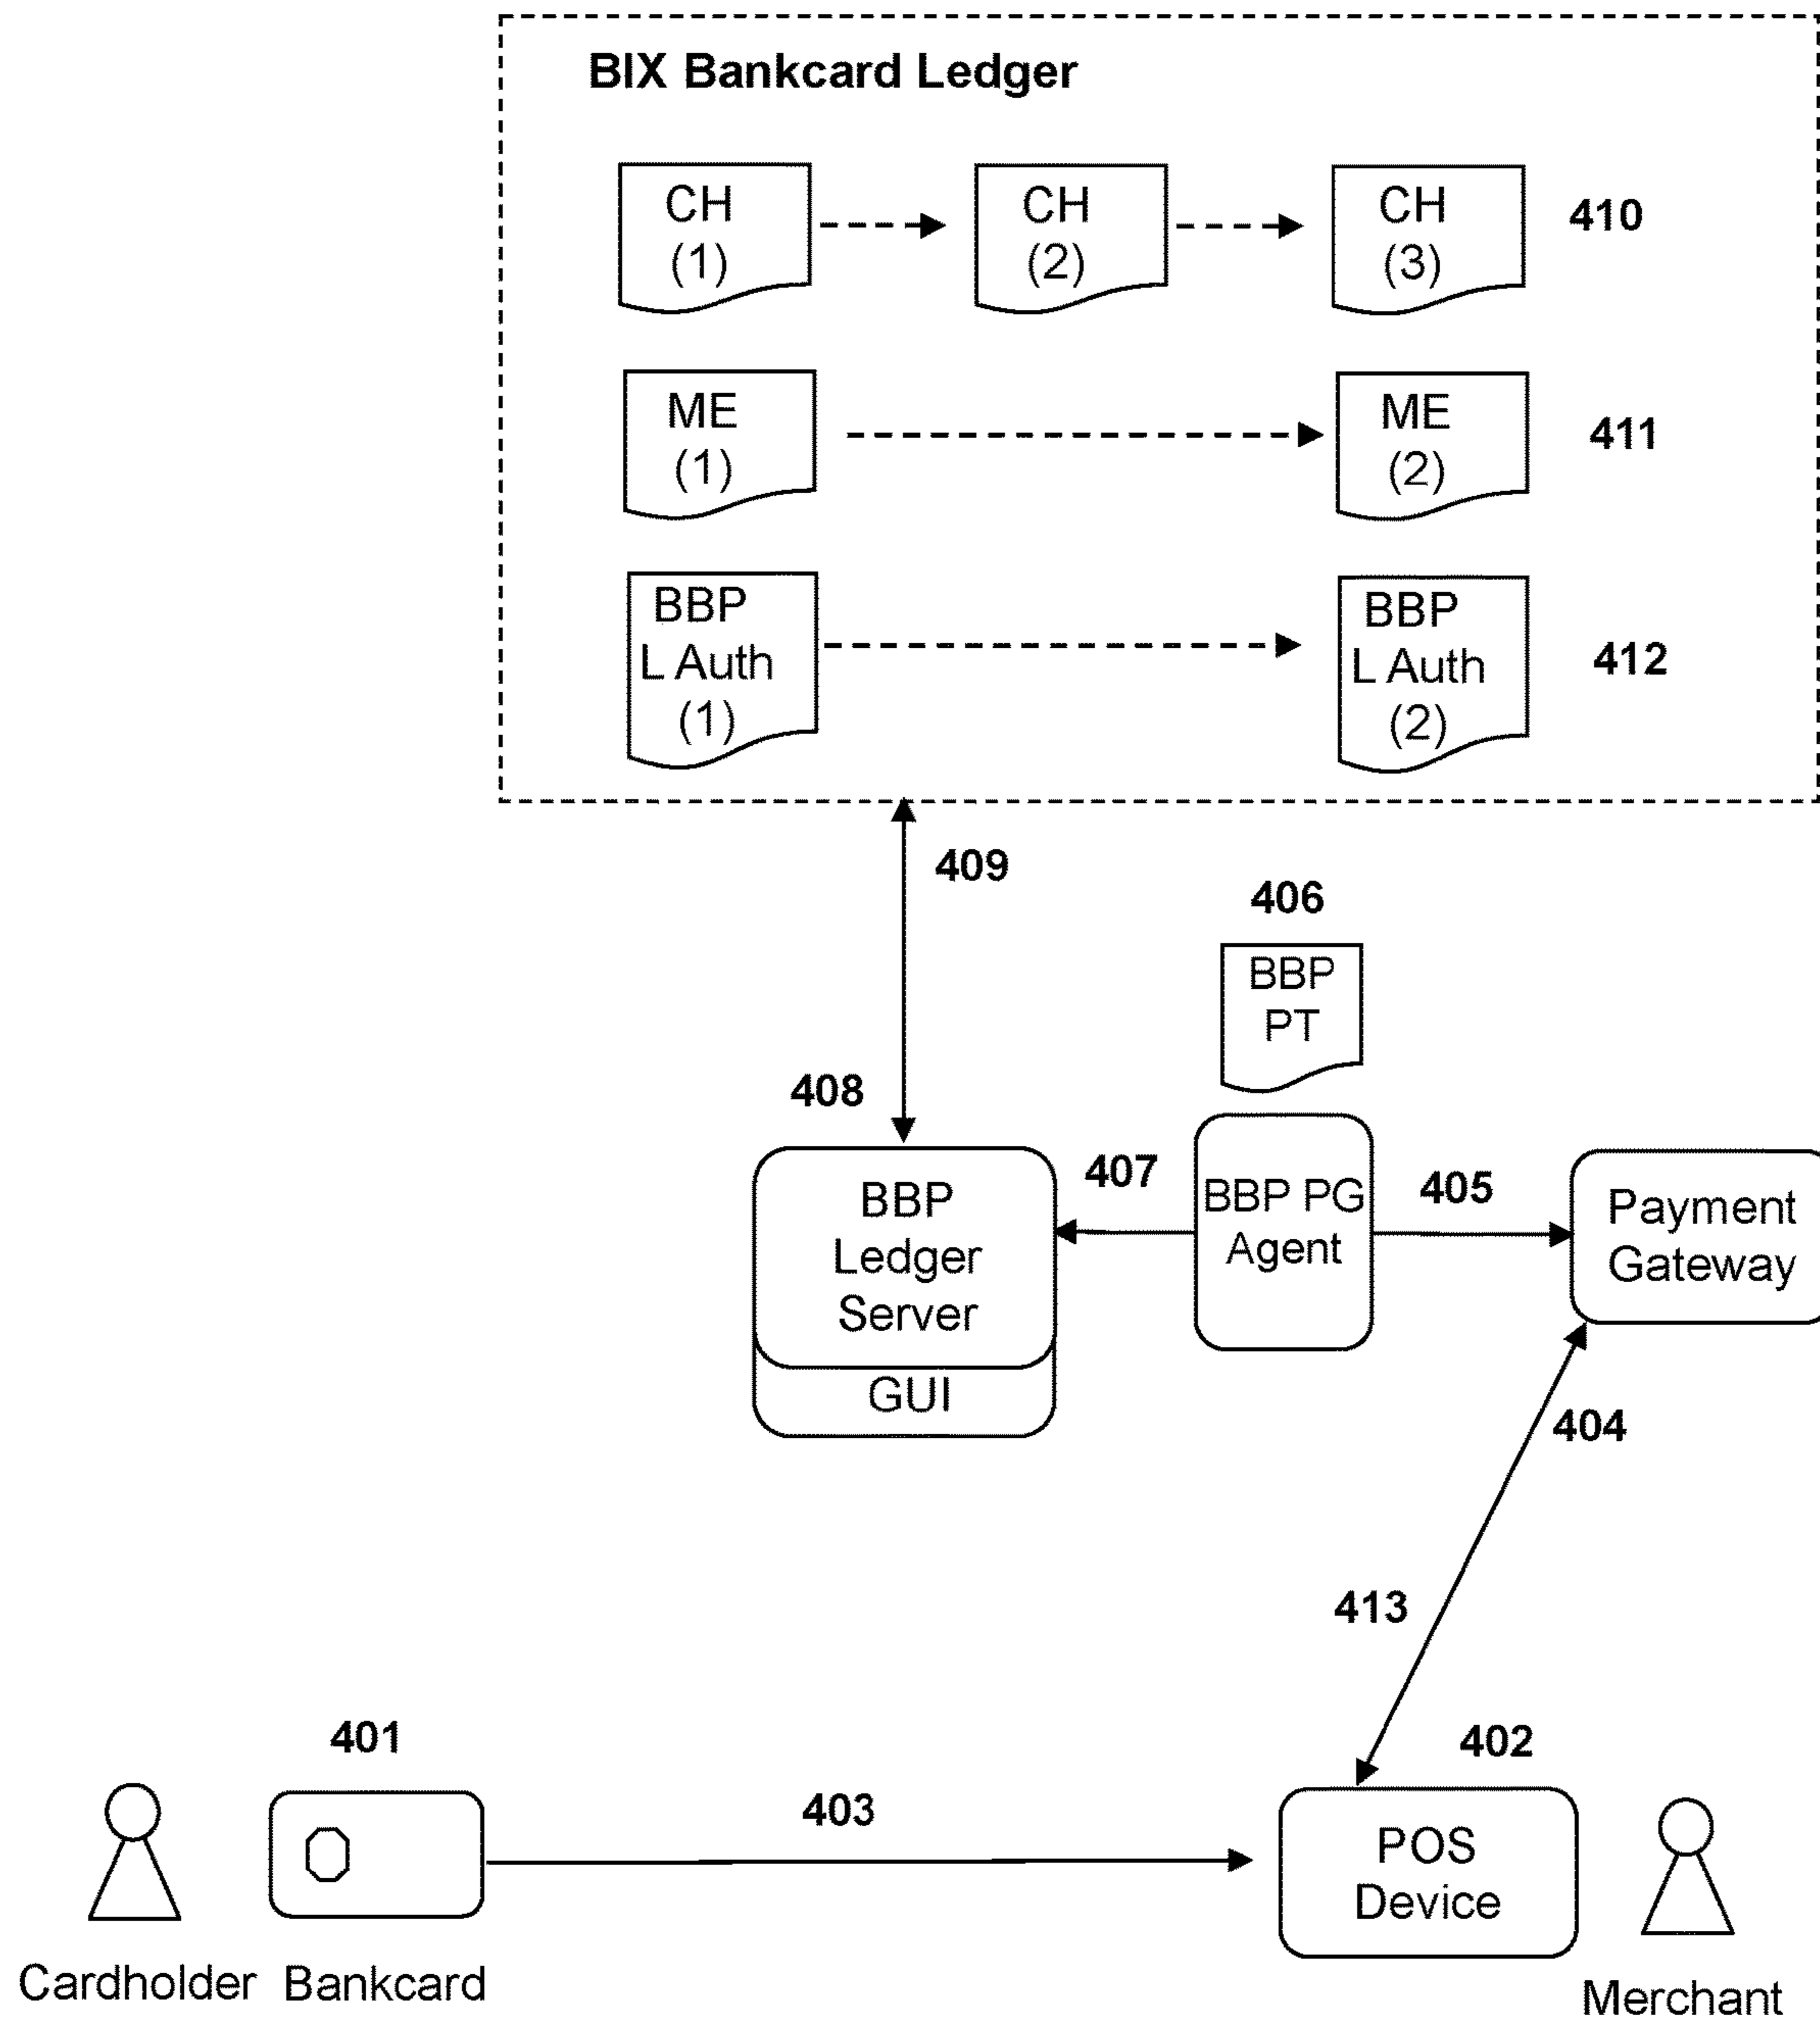 BIX Bankcard Ledger
CH
(1)
CH
(2)
CH
(3)
410
ME
(1)
ME
(2)
411
BBP
L Auth
(1)
BBP
L Auth
(2)
412
409
406
BBP
PT
408
BBP
Ledger
Server
GUI
407
BBP PG
Agent
405
Payment
Gateway
404
413
401
403
402
POS
Device
Cardholder
Bankcard
Merchant